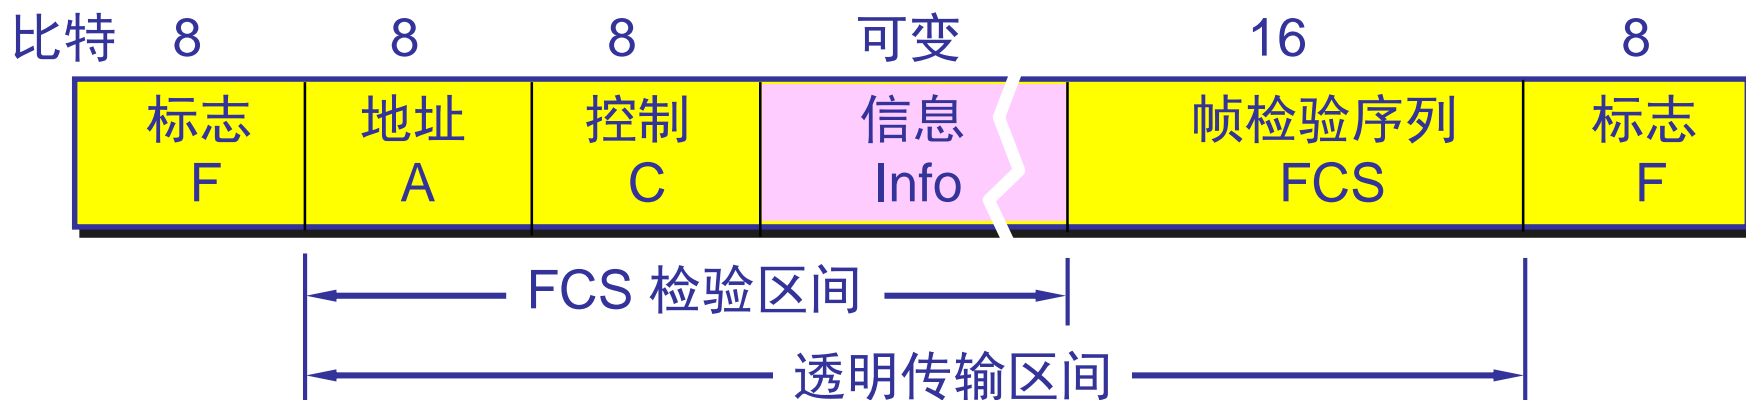 比特 8 8 8 可变 16 8
标志 地址 控制 信息 帧检验序列 标志
F A C Info FCS F
FCS 检验区间
透明传输区间